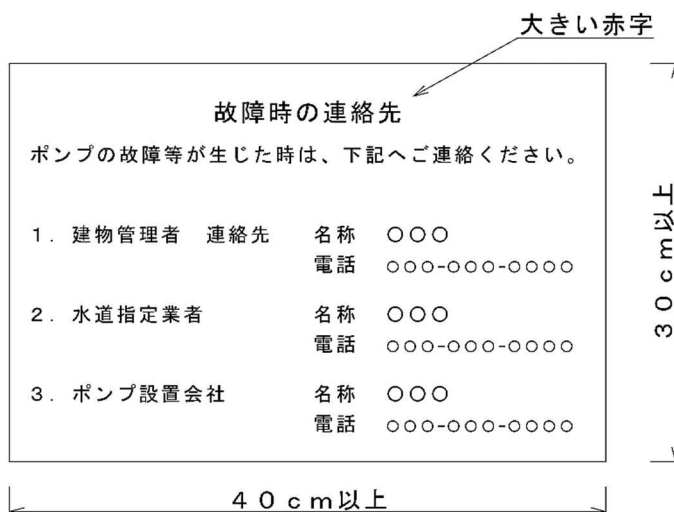 大きい赤字
故障時の連絡先
ポンプの故障等が生じた時は、下記へご連絡ください。
1. 建物管理者　連絡先　名称　○○○
電話　○○○-○○○-○○○○
2. 水道指定業者　名称　○○○
電話　○○○-○○○-○○○○
3. ポンプ設置会社　名称　○○○
電話　○○○-○○○-○○○○
30cm以上
40cm以上